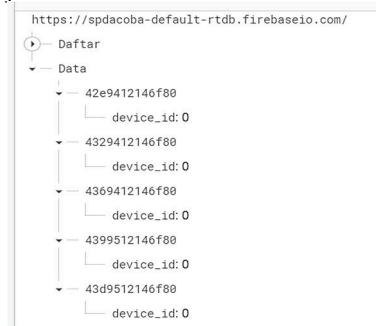 https://spdacoba-default-rtdb.firebaseio.com/
Daftar
Data
42e9412146f80
device_id: 0
4329412146f80
device_id: 0
4369412146f80
device_id: 0
4399512146f80
device_id: 0
43d9512146f80
device_id: 0